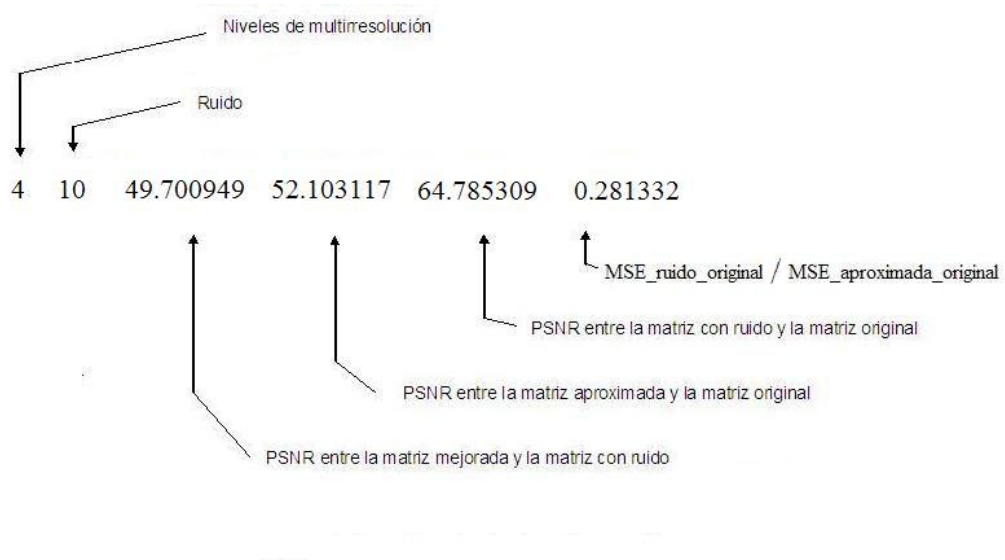 Niveles de multirresolución
Ruido
4 10 49.700949 52.103117 64.785309 0.281332
MSE_ruido_original / MSE_aproximada_original
PSNR entre la matriz con ruido y la matriz original
PSNR entre la matriz aproximada y la matriz original
PSNR entre la matriz mejorada y la matriz con ruido